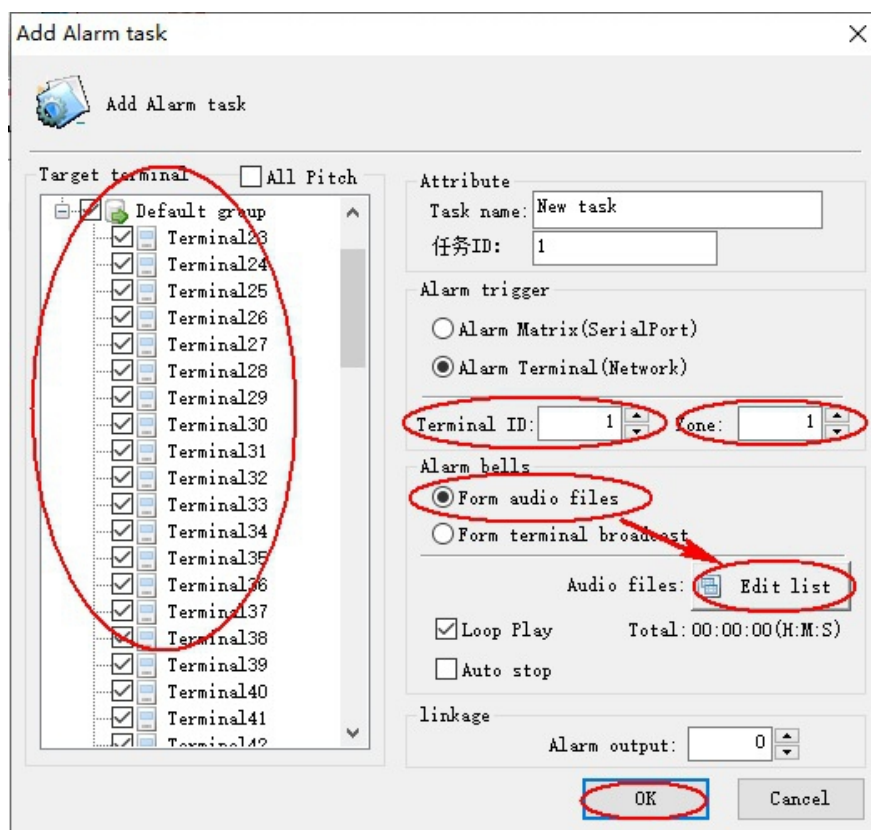 Add Alarm task
Add Alarm task
Target terminal
All Pitch
Default group
Terminal23
Terminal24
Terminal25
Terminal26
Terminal27
Terminal28
Terminal29
Terminal30
Terminal31
Terminal32
Terminal33
Terminal34
Terminal35
Terminal36
Terminal37
Terminal38
Terminal39
Terminal40
Terminal41
Terminal42
Attribute
Task name: New task
任务ID: 1
Alarm trigger
Alarm Matrix(SerialPort)
Alarm Terminal(Network)
Terminal ID: 1 Zone: 1
Alarm bells
Form audio files
Form terminal broadcast
Audio files: Edit list
Loop Play Total:00:00:00(H:M:S)
Auto stop
linkage
Alarm output: 0
OK Cancel